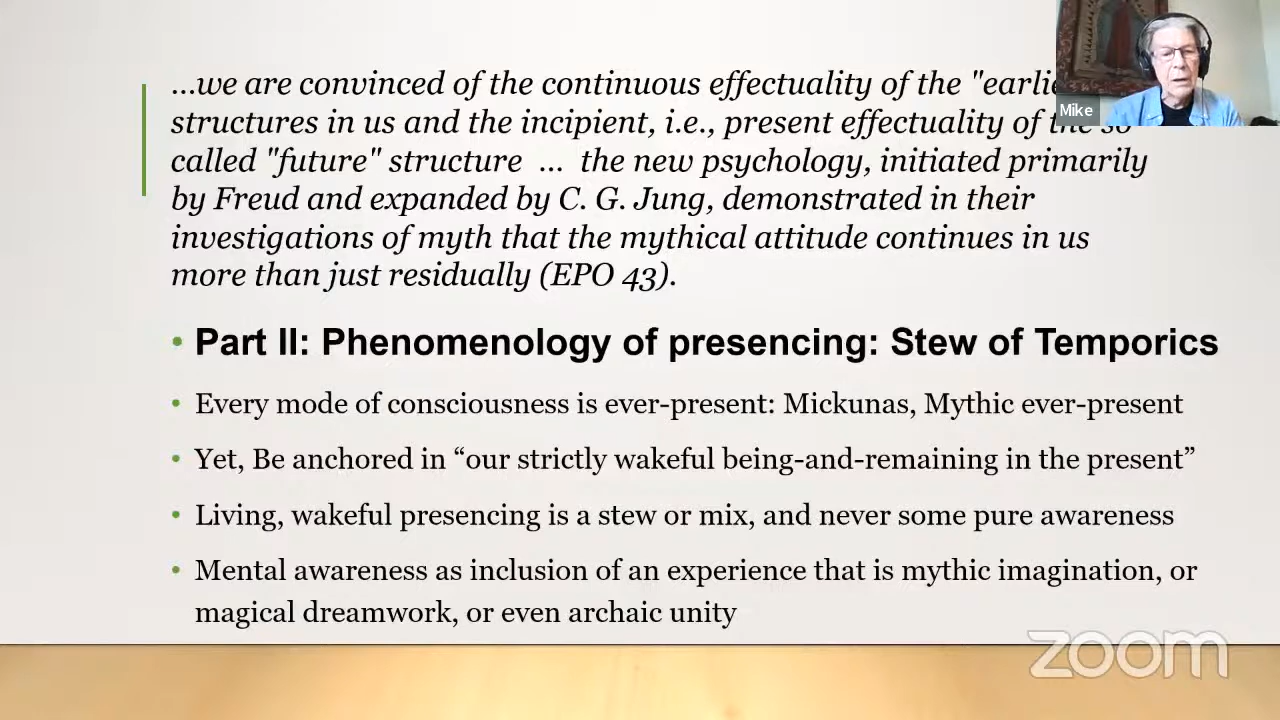 ...we are convinced of the continuous effectuality of the "earlie
structures in us and the incipient, i.e., present effectuality of the so
called "future" structure ... the new psychology, initiated primarily
by Freud and expanded by C. G. Jung, demonstrated in their
investigations of myth that the mythical attitude continues in us
more than just residually (EPO 43).
• Part II: Phenomenology of presencing: Stew of Temporics
• Every mode of consciousness is ever-present: Mickunas, Mythic ever-present
• Yet, Be anchored in “our strictly wakeful being-and-remaining in the present”
• Living, wakeful presencing is a stew or mix, and never some pure awareness
• Mental awareness as inclusion of an experience that is mythic imagination, or
magical dreamwork, or even archaic unity
Mike
zoom